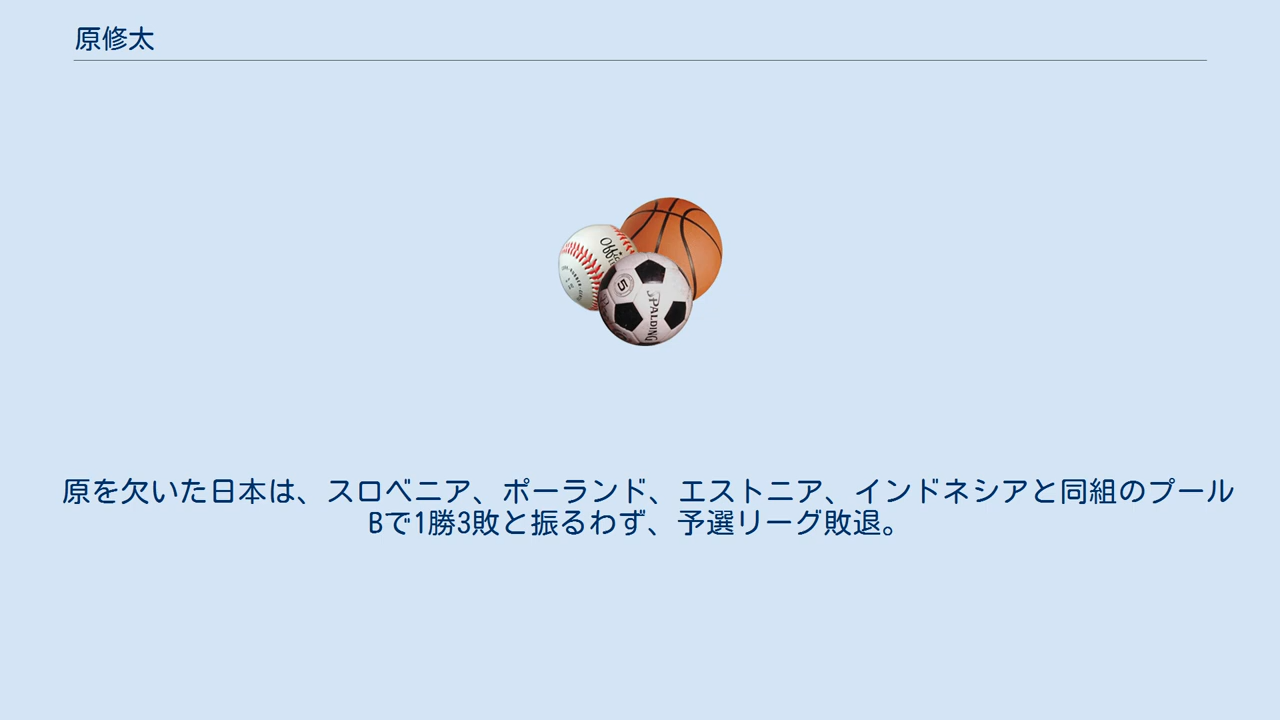 原修太
Offic
5
SPALDING
原を欠いた日本は、スロベニア、ポーランド、エストニア、インドネシアと同組のプール
Bで1勝3敗と振るわず、予選リーグ敗退。